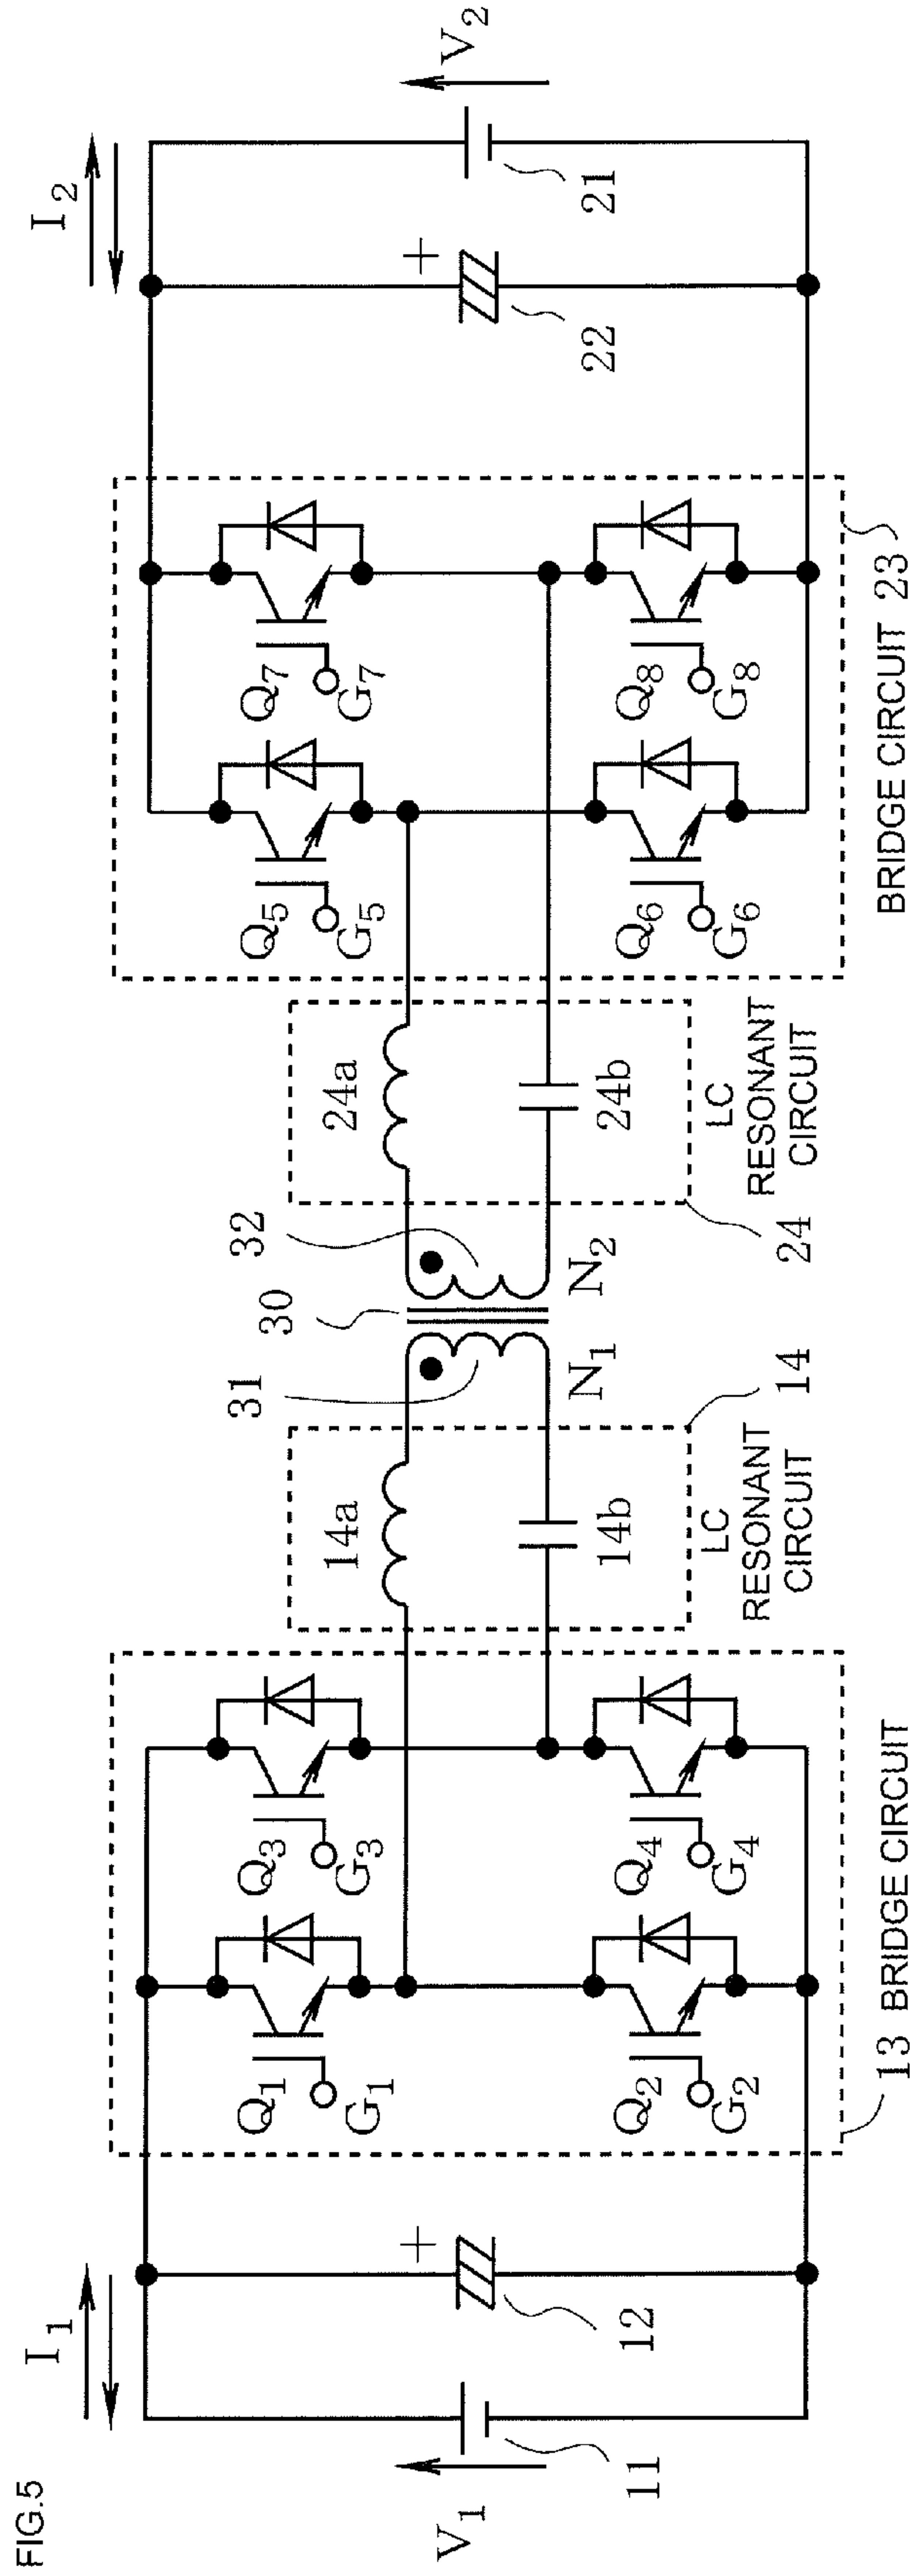 FIG.5
I1
I2
V1
11
12
+
Q1
G1
Q2
G2
Q3
G3
Q4
G4
13 BRIDGE CIRCUIT
14a
14b
LC
RESONANT
CIRCUIT
14
31
30
32
N1
N2
24a
24b
24
LC
RESONANT
CIRCUIT
Q5
G5
Q6
G6
Q7
G7
Q8
G8
BRIDGE CIRCUIT 23
+
22
21
V2